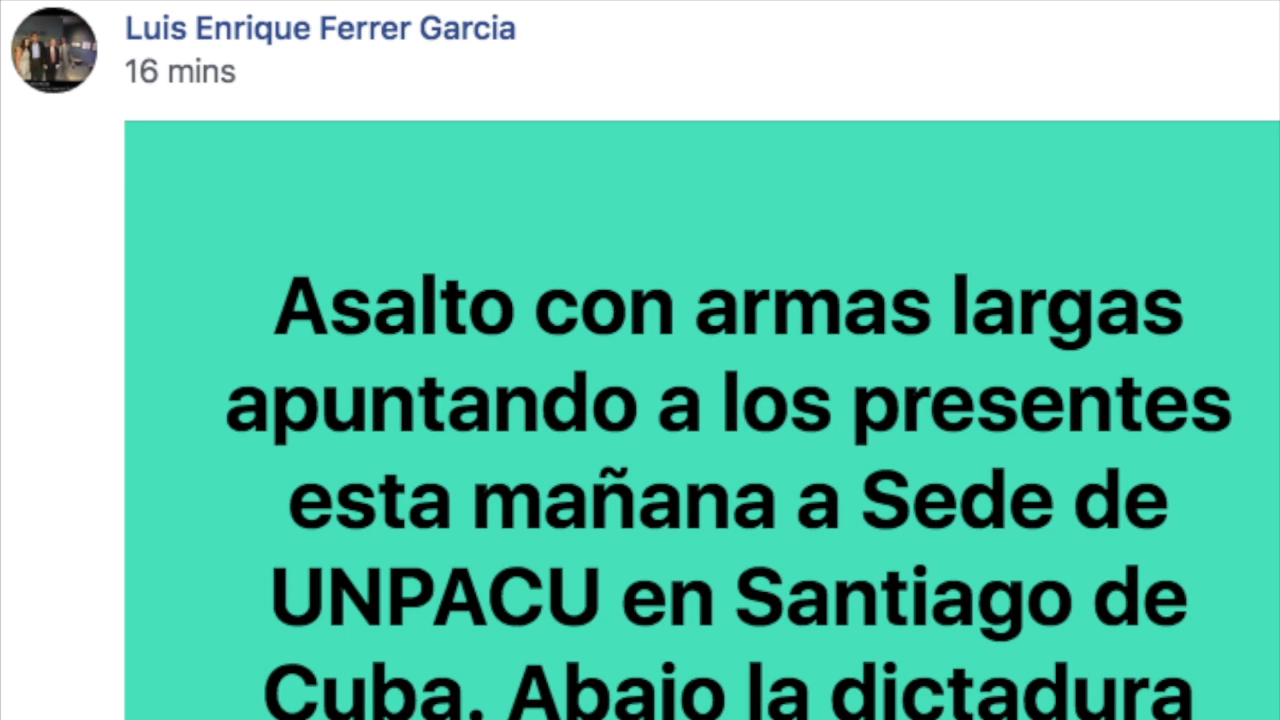 Luis Enrique Ferrer Garcia
16 mins
Asalto con armas largas
apuntando a los presentes
esta mañana a Sede de
UNPACU en Santiago de
Cuba. Abajo la dictadura